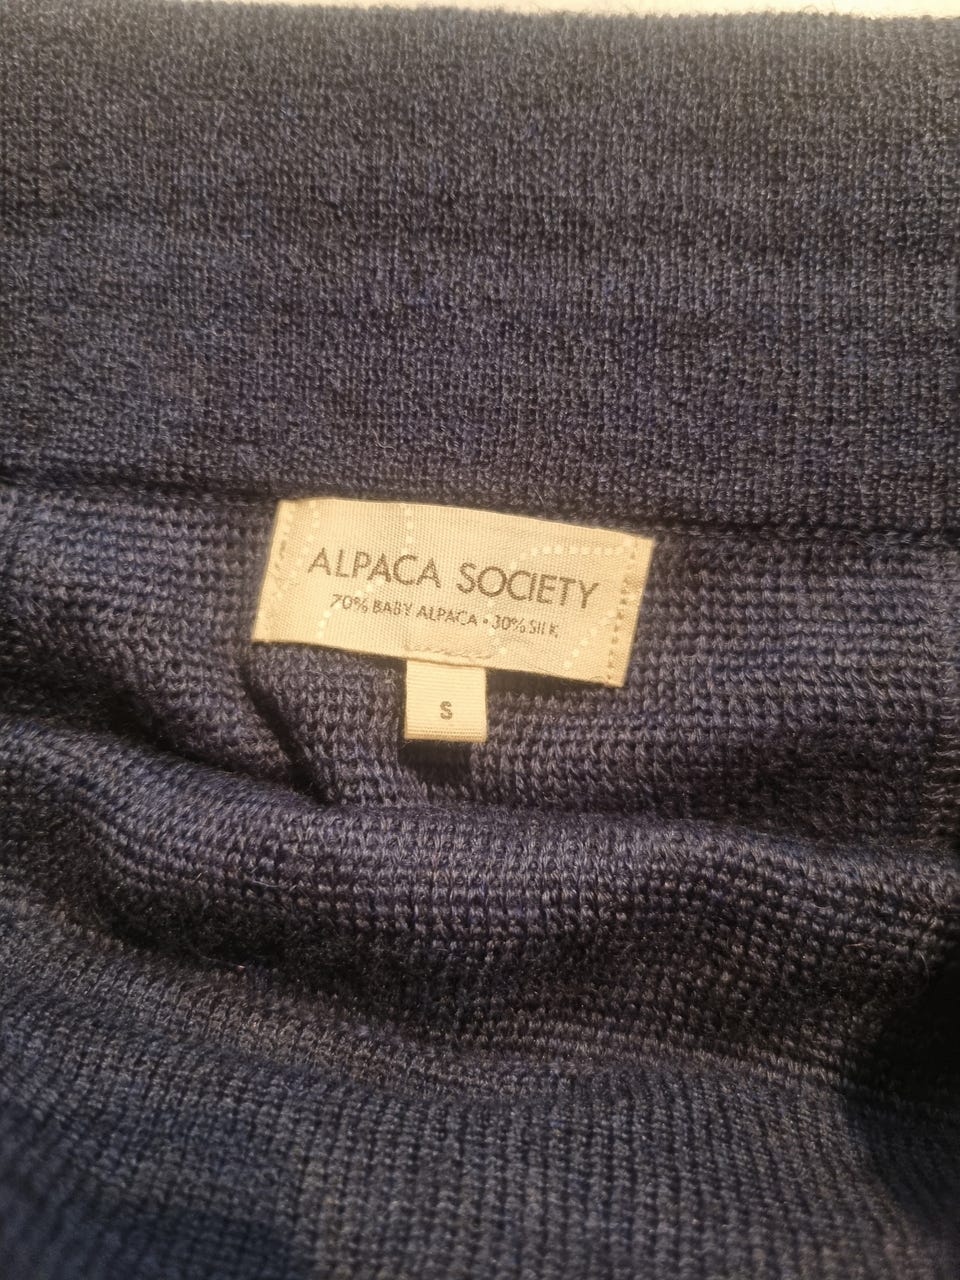 ALPACA SOCIETY
70% BABY ALPACA • 30% SILK
S